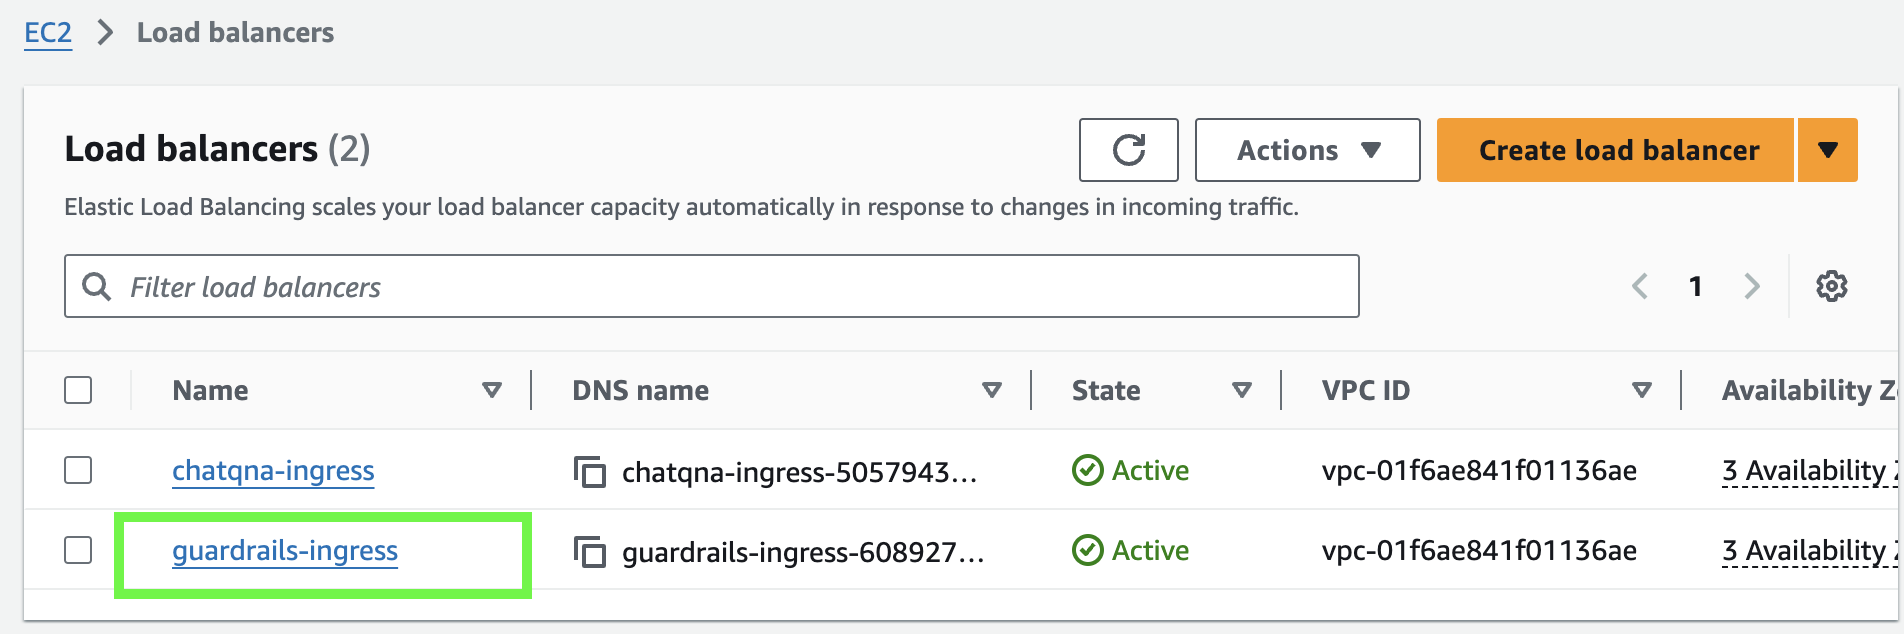 EC2 > Load balancers
Load balancers (2)
Actions
Create load balancer
Elastic Load Balancing scales your load balancer capacity automatically in response to changes in incoming traffic.
Filter load balancers
1
Name DNS name State VPC ID Availability Z
chatqna-ingress chatqna-ingress-5057943... Active vpc-01f6ae841f01136ae 3 Availability Z
guardrails-ingress guardrails-ingress-608927... Active vpc-01f6ae841f01136ae 3 Availability Z